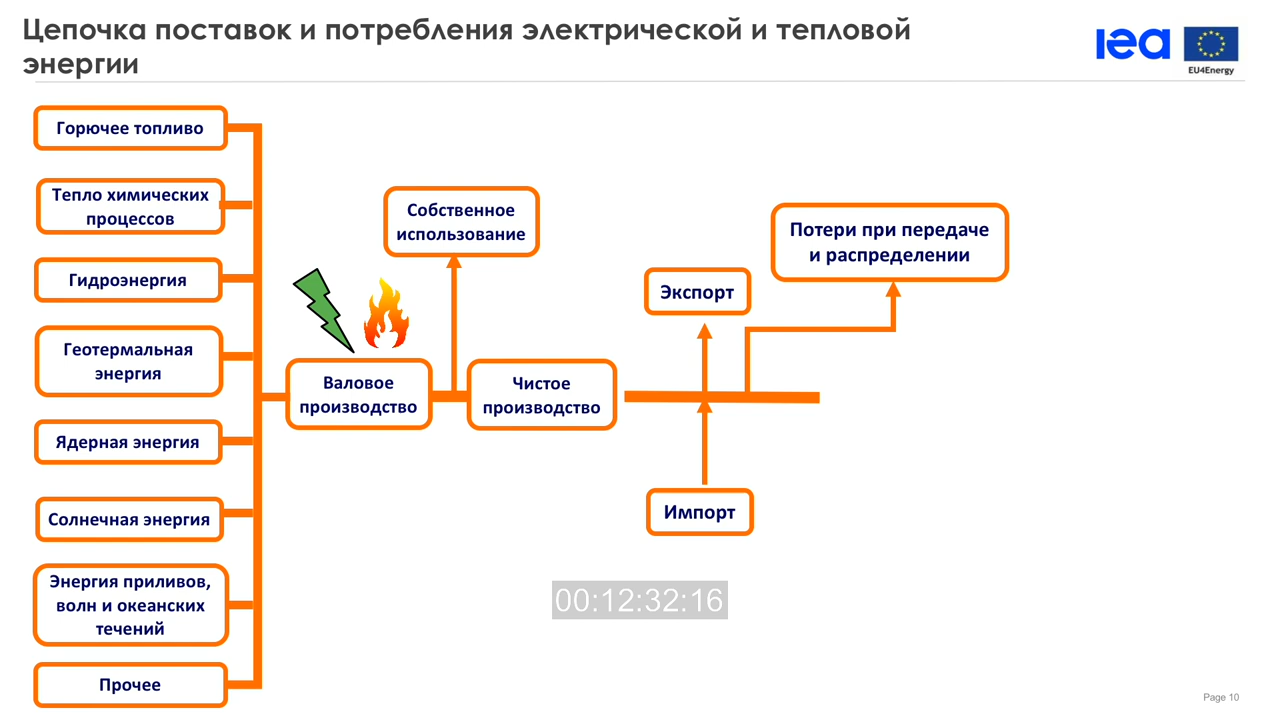 Цепочка поставок и потребления электрической и тепловой
энергии
iea
EU4Energy
Горючее топливо
Тепло химических
процессов
Гидроэнергия
Геотермальная
энергия
Ядерная энергия
Солнечная энергия
Энергия приливов,
волн и океанских
течений
Прочее
Валовое
производство
Собственное
использование
Чистое
производство
Экспорт
Импорт
Потери при передаче
и распределении
00:12:32:16
Page 10